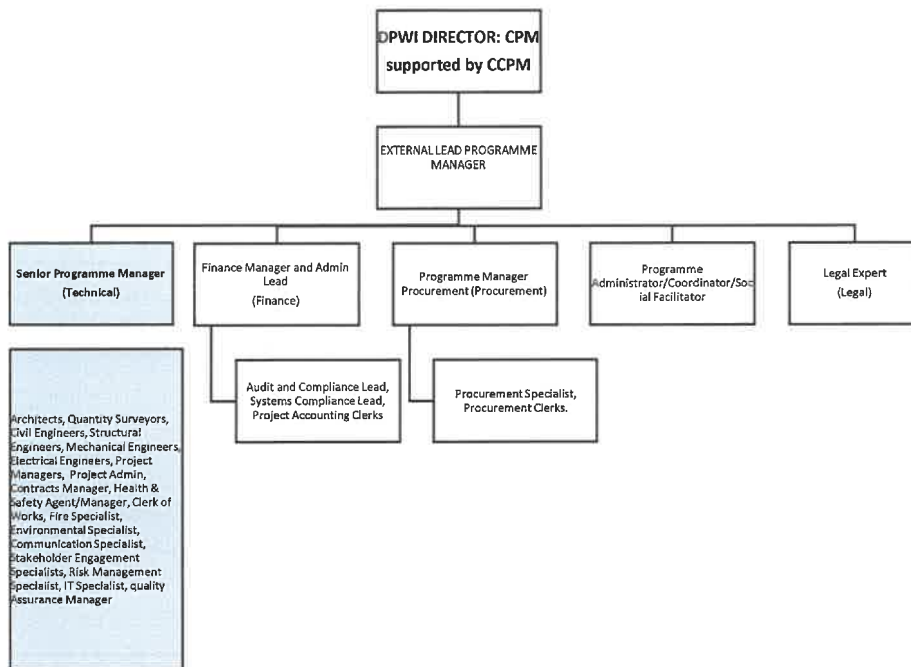 DPWI DIRECTOR: CPM
supported by CCPM
EXTERNAL LEAD PROGRAMME
MANAGER
Senior Programme Manager
(Technical)
Finance Manager and Admin
Lead
(Finance)
Programme Manager
Procurement (Procurement)
Programme
Administrator/Coordinator/Soc
ial Facilitator
Legal Expert
(Legal)
Audit and Compliance Lead,
Systems Compliance Lead,
Project Accounting Clerks
Procurement Specialist,
Procurement Clerks.
Architects, Quantity Surveyors,
Civil Engineers, Structural
Engineers, Mechanical Engineers,
Electrical Engineers, Project
Managers, Project Admin,
Contracts Manager, Health &
Safety Agent/Manager, Clerk of
Works, Fire Specialist,
Environmental Specialist,
Communication Specialist,
Stakeholder Engagement
Specialists, Risk Management
Specialist, IT Specialist, quality
Assurance Manager